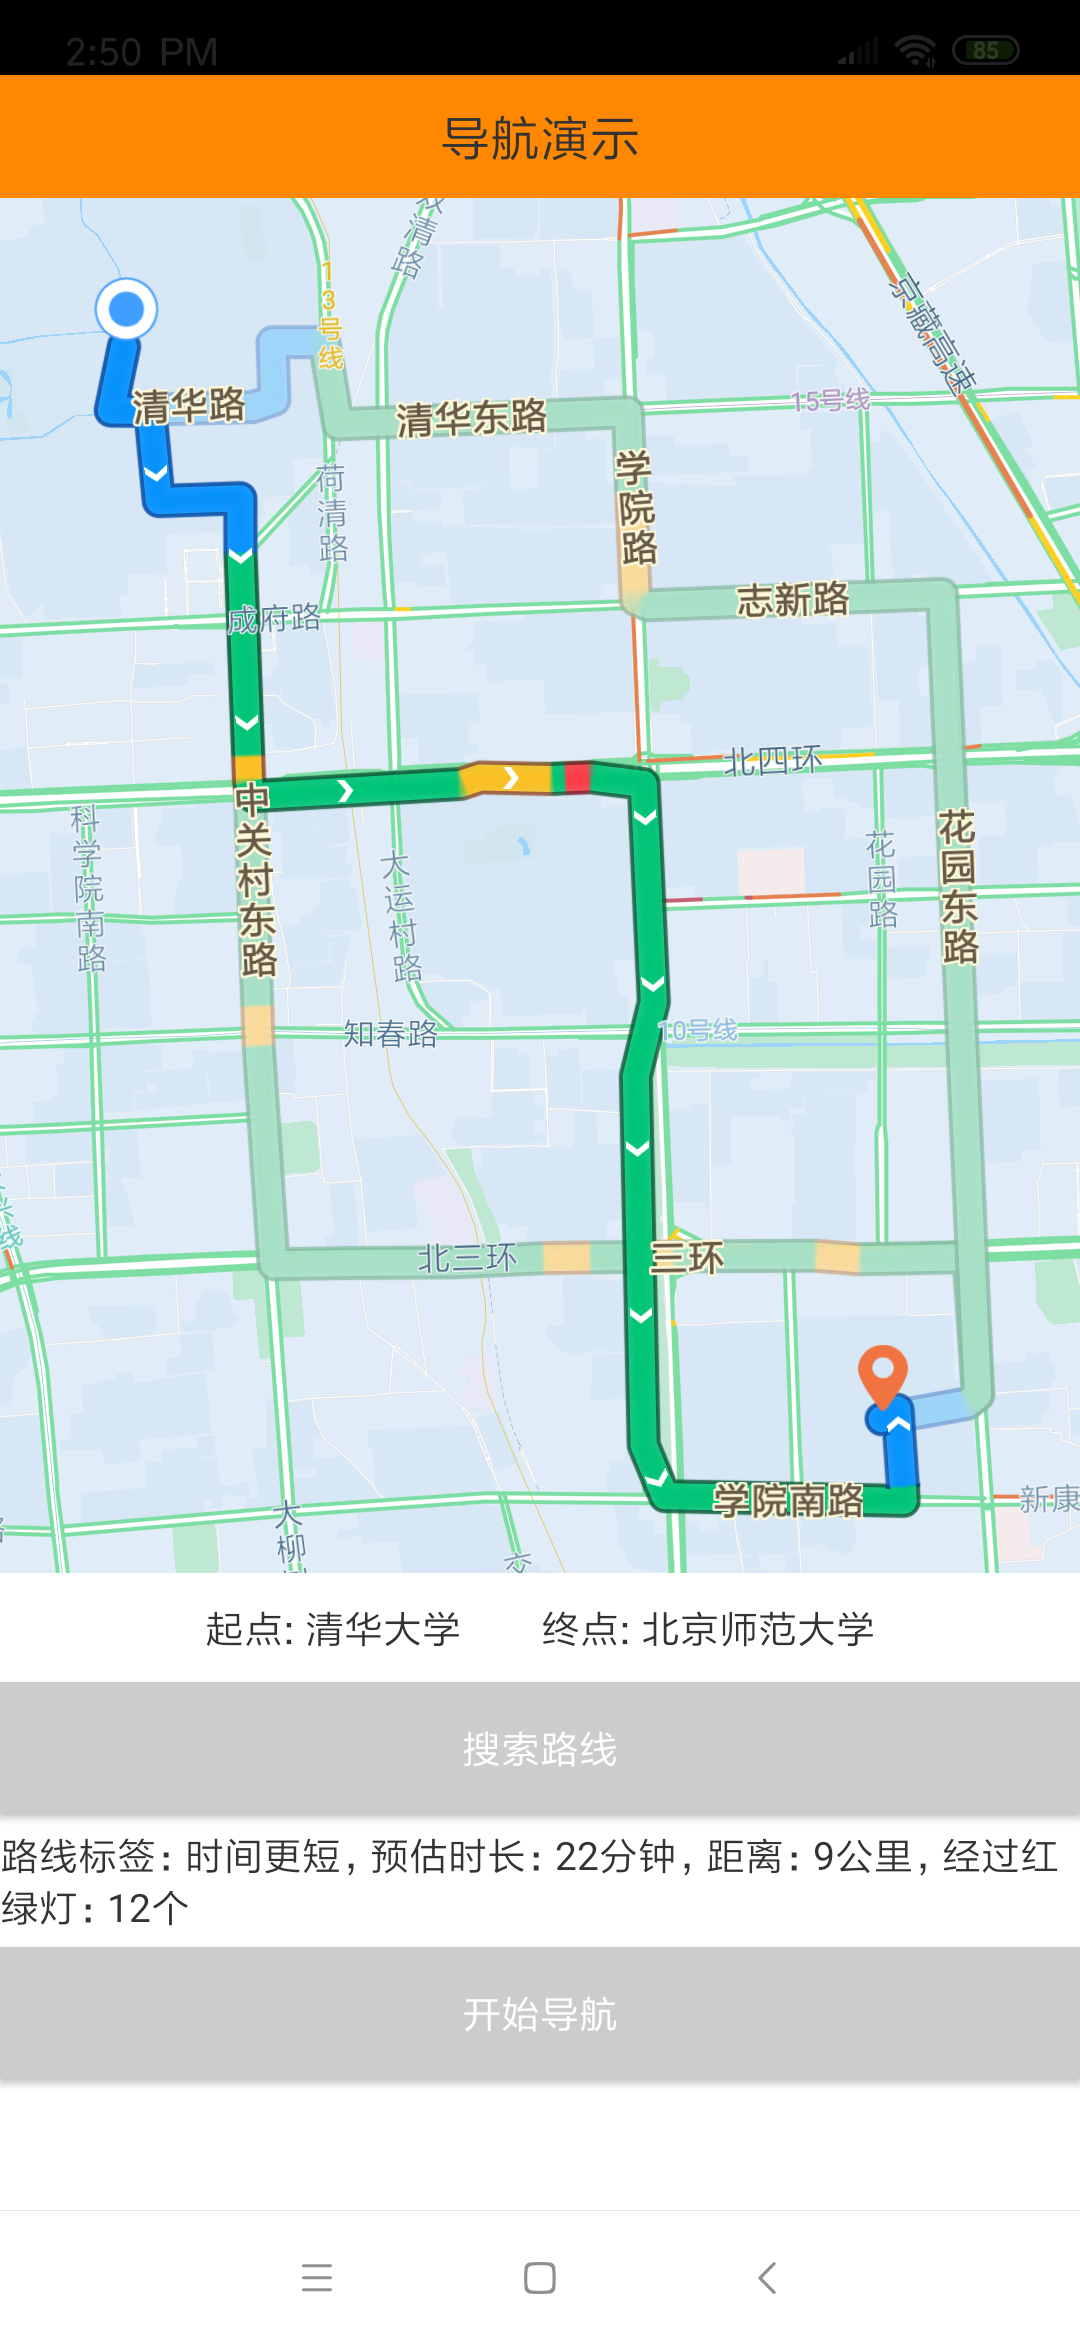 2:50 PM
85
导航演示
清路
13号线
京藏高速
清华路
清华东路
15号线
学院路
荷清路
成府路
志新路
北四环
中关村东路
科学院南路
大运村路
花园路
花园东路
知春路
10号线
北三环
三环
学院南路
新康
大柳
起点: 清华大学 终点: 北京师范大学
搜索路线
路线标签：时间更短，预估时长：22分钟，距离：9公里，经过红
绿灯：12个
开始导航